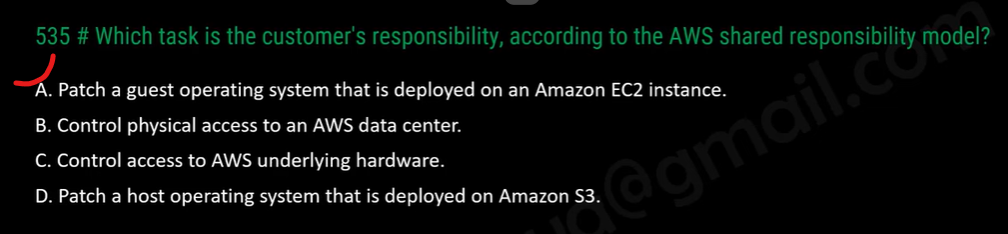 535 # Which task is the customer's responsibility, according to the AWS shared responsibility model?
A. Patch a guest operating system that is deployed on an Amazon EC2 instance.
B. Control physical access to an AWS data center.
C. Control access to AWS underlying hardware.
D. Patch a host operating system that is deployed on Amazon S3.
@gmail.com